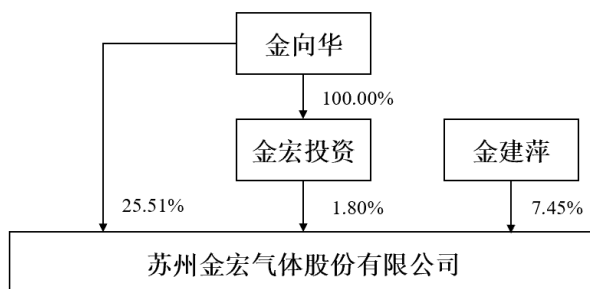 金向华
100.00%
金宏投资
金建萍
25.51%
1.80%
7.45%
苏州金宏气体股份有限公司